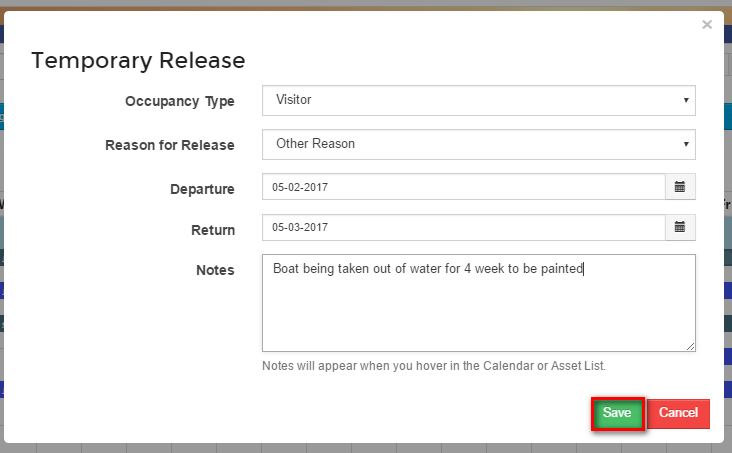 ×
Temporary Release
Occupancy Type Visitor
Reason for Release Other Reason
Departure 05-02-2017
Return 05-03-2017
Notes Boat being taken out of water for 4 week to be painted
Notes will appear when you hover in the Calendar or Asset List.
Save Cancel